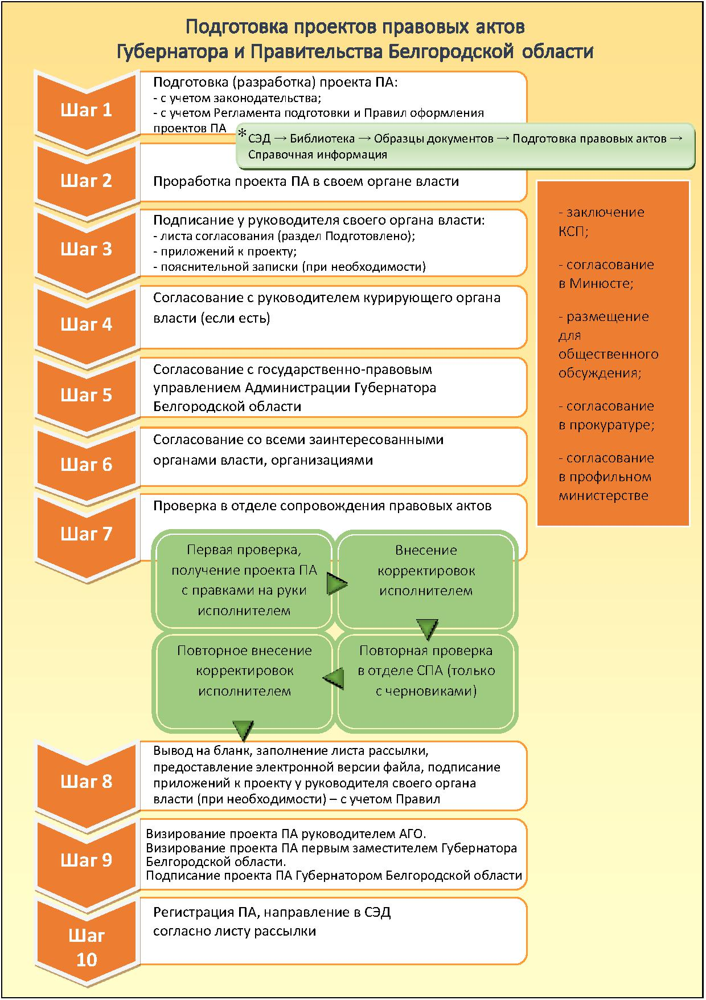 Подготовка проектов правовых актов
Губернатора и Правительства Белгородской области
Шаг 1
Подготовка (разработка) проекта ПА:
- с учетом законодательства;
- с учетом Регламента подготовки и Правил оформления
проектов ПА
* СЭД → Библиотека → Образцы документов → Подготовка правовых актов →
Справочная информация
Шаг 2
Проработка проекта ПА в своем органе власти
Шаг 3
Подписание у руководителя своего органа власти:
- листа согласования (раздел Подготовлено);
- приложений к проекту;
- пояснительной записки (при необходимости)
Шаг 4
Согласование с руководителем курирующего органа
власти (если есть)
Шаг 5
Согласование с государственно-правовым
управлением Администрации Губернатора
Белгородской области
Шаг 6
Согласование со всеми заинтересованными
органами власти, организациями
- заключение
КСП;
- согласование
в Минюсте;
- размещение
для
общественного
обсуждения;
- согласование
в прокуратуре;
- согласование
в профильном
министерстве
Шаг 7
Проверка в отделе сопровождения правовых актов
Первая проверка,
получение проекта ПА
с правками на руки
исполнителем
Внесение
корректировок
исполнителем
Повторная проверка
в отделе СПА (только
с черновиками)
Повторное внесение
корректировок
исполнителем
Шаг 8
Вывод на бланк, заполнение листа рассылки,
предоставление электронной версии файла, подписание
приложений к проекту у руководителя своего органа
власти (при необходимости) – с учетом Правил
Шаг 9
Визирование проекта ПА руководителем АГО.
Визирование проекта ПА первым заместителем Губернатора
Белгородской области.
Подписание проекта ПА Губернатором Белгородской области
Шаг
10
Регистрация ПА, направление в СЭД
согласно листу рассылки